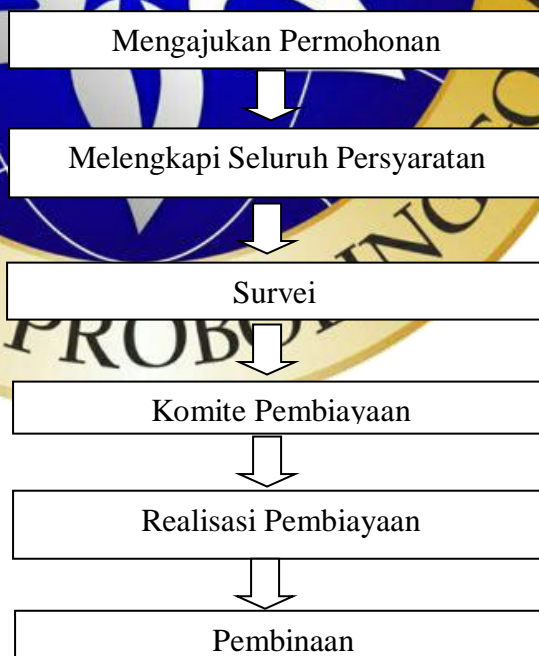 Mengajukan Permohonan
Melengkapi Seluruh Persyaratan
Survei
Komite Pembiayaan
Realisasi Pembiayaan
Pembinaan